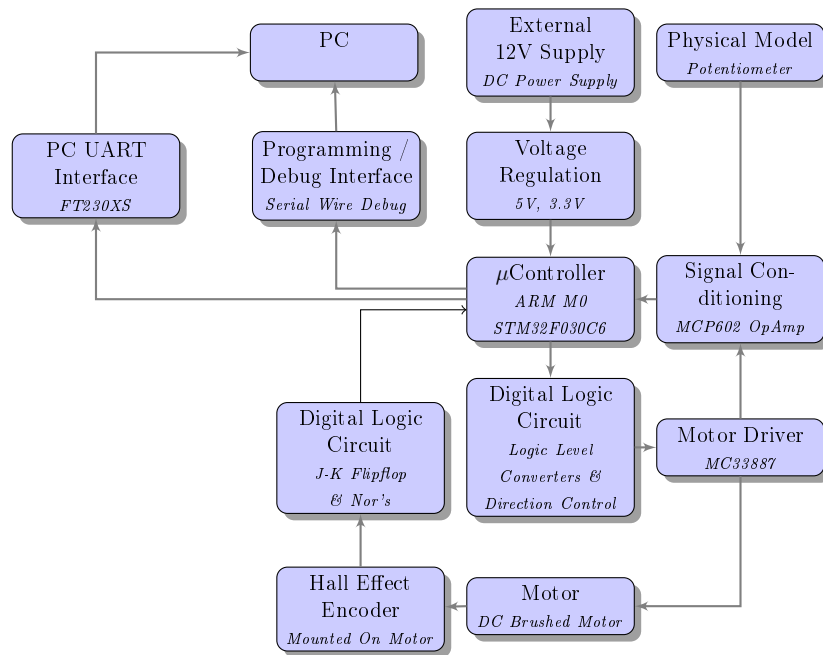 PC
External
12V Supply
DC Power Supply
Physical Model
Potentiometer
PC UART
Interface
FT230XS
Programming /
Debug Interface
Serial Wire Debug
Voltage
Regulation
5V, 3.3V
μController
ARM M0
STM32F030C6
Signal Con-
ditioning
MCP602 OpAmp
Digital Logic
Circuit
J-K Flipflop
& Nor's
Digital Logic
Circuit
Logic Level
Converters &
Direction Control
Motor Driver
MC33887
Hall Effect
Encoder
Mounted On Motor
Motor
DC Brushed Motor